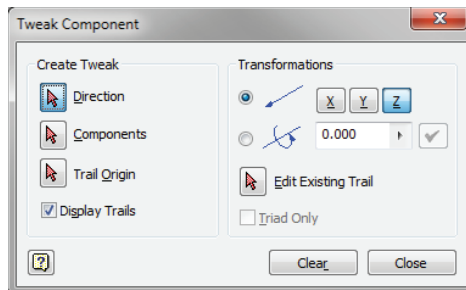 Tweak Component
Create Tweak
Direction
Components
Trail Origin
Display Trails
Transformations
X Y Z
0.000
Edit Existing Trail
Triad Only
?
Clear Close